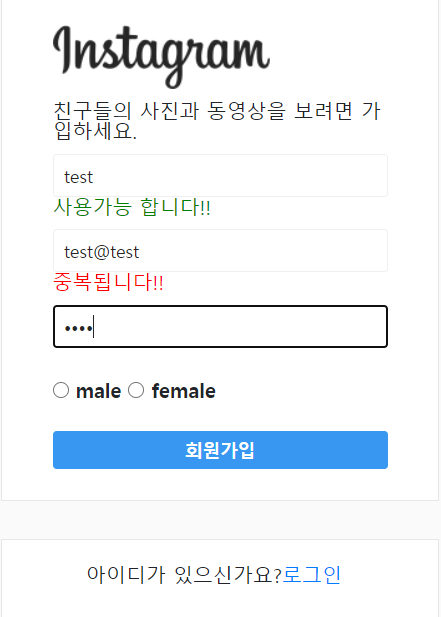 Instagram
친구들의 사진과 동영상을 보려면 가
입하세요.
test
사용가능 합니다!!
test@test
중복됩니다!!
••••
male female
회원가입
아이디가 있으신가요?로그인